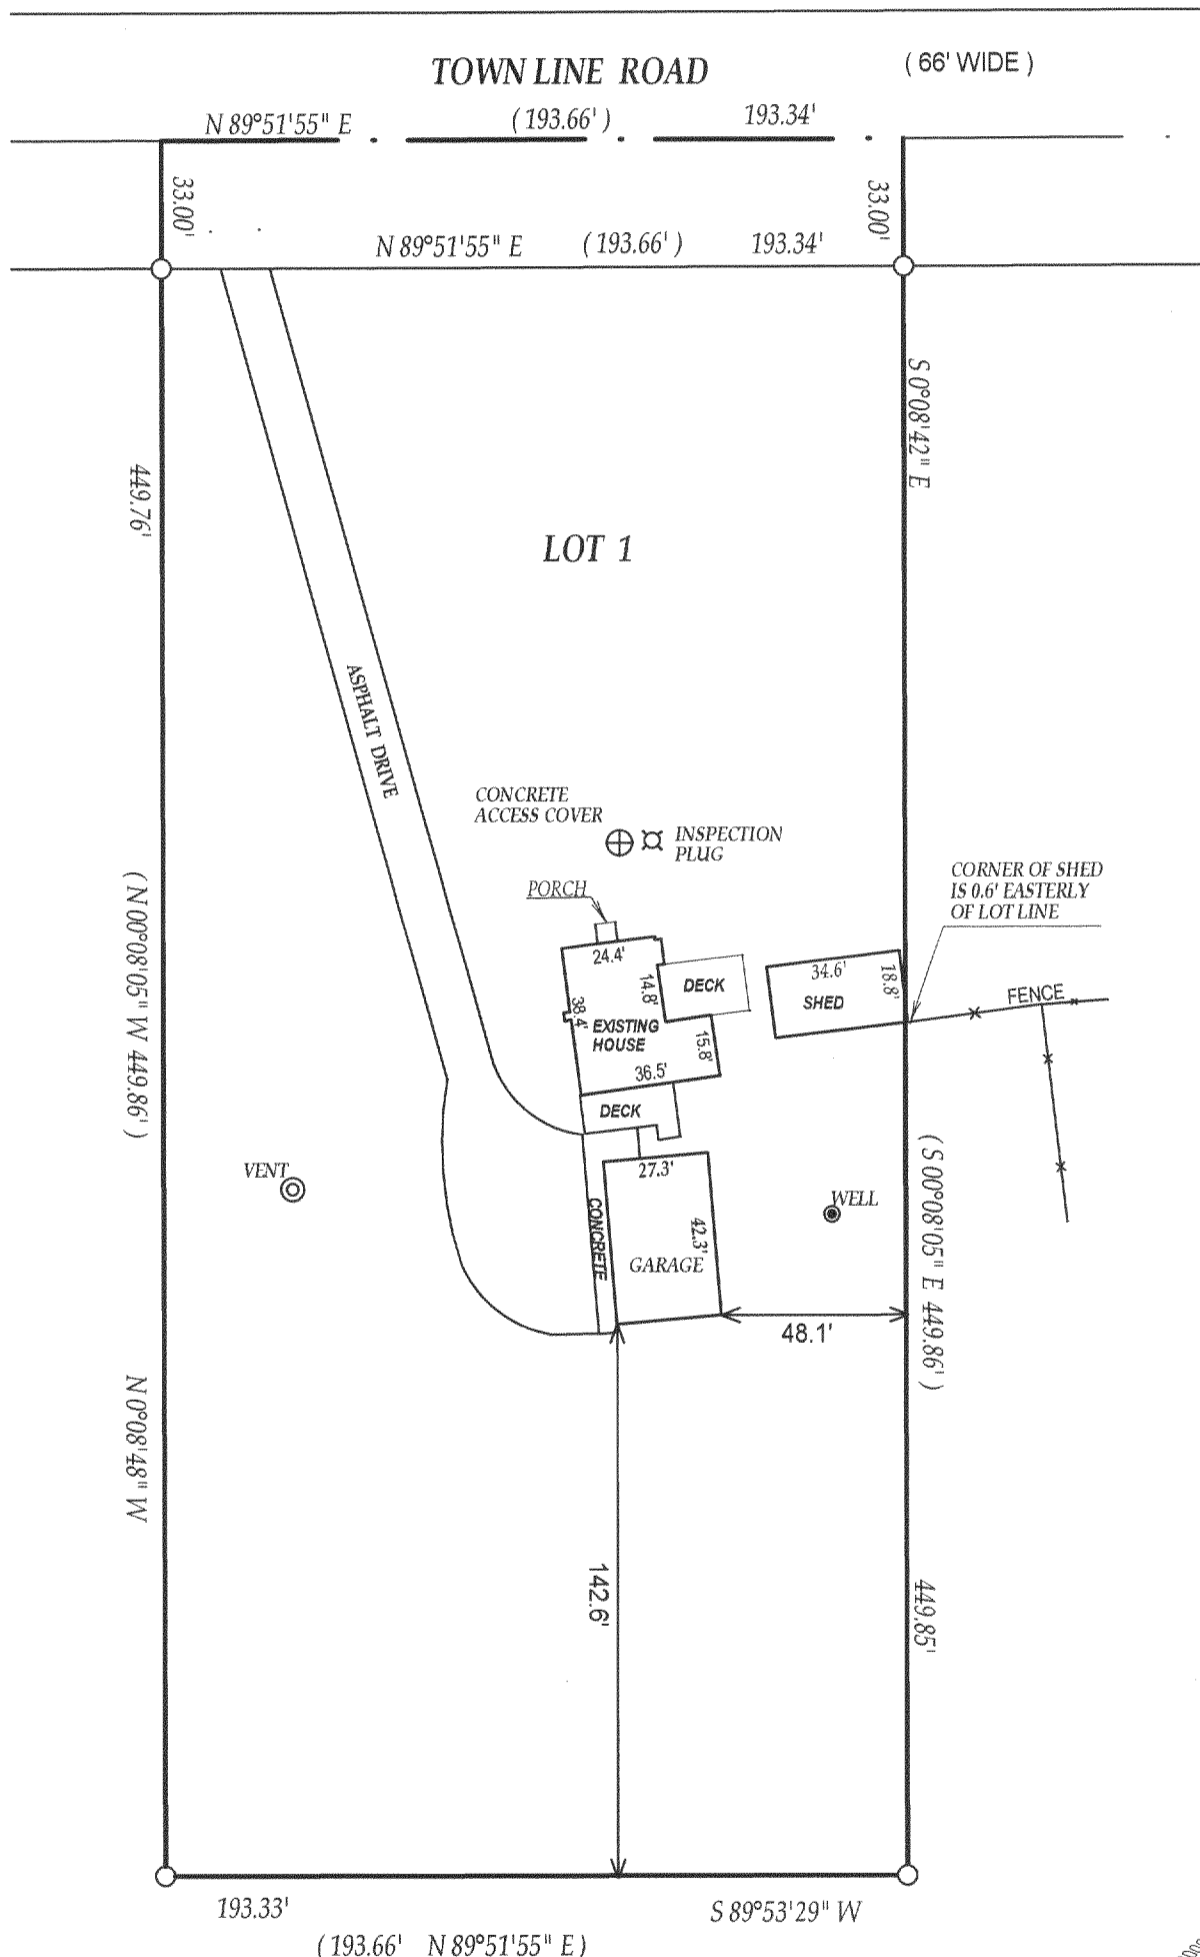 TOWN LINE ROAD
( 66' WIDE )
N 89°51'55" E
( 193.66' )
193.34'
33.00'
33.00'
N 89°51'55" E
( 193.66' )
193.34'
S 0°08'42" E
449.76'
LOT 1
ASPHALT DRIVE
CONCRETE
ACCESS COVER
INSPECTION
PLUG
PORCH
CORNER OF SHED
IS 0.6' EASTERLY
OF LOT LINE
( N 00°08'05" W 449.86' )
24.4'
14.8'
DECK
34.6'
18.8'
SHED
FENCE
38.4'
EXISTING
HOUSE
15.8'
36.5'
DECK
VENT
27.3'
WELL
CONCRETE
42.3'
GARAGE
( S 00°08'05" E 449.86' )
48.1'
N 0°08'48" W
142.6'
449.85'
193.33'
S 89°53'29" W
( 193.66' N 89°51'55" E )